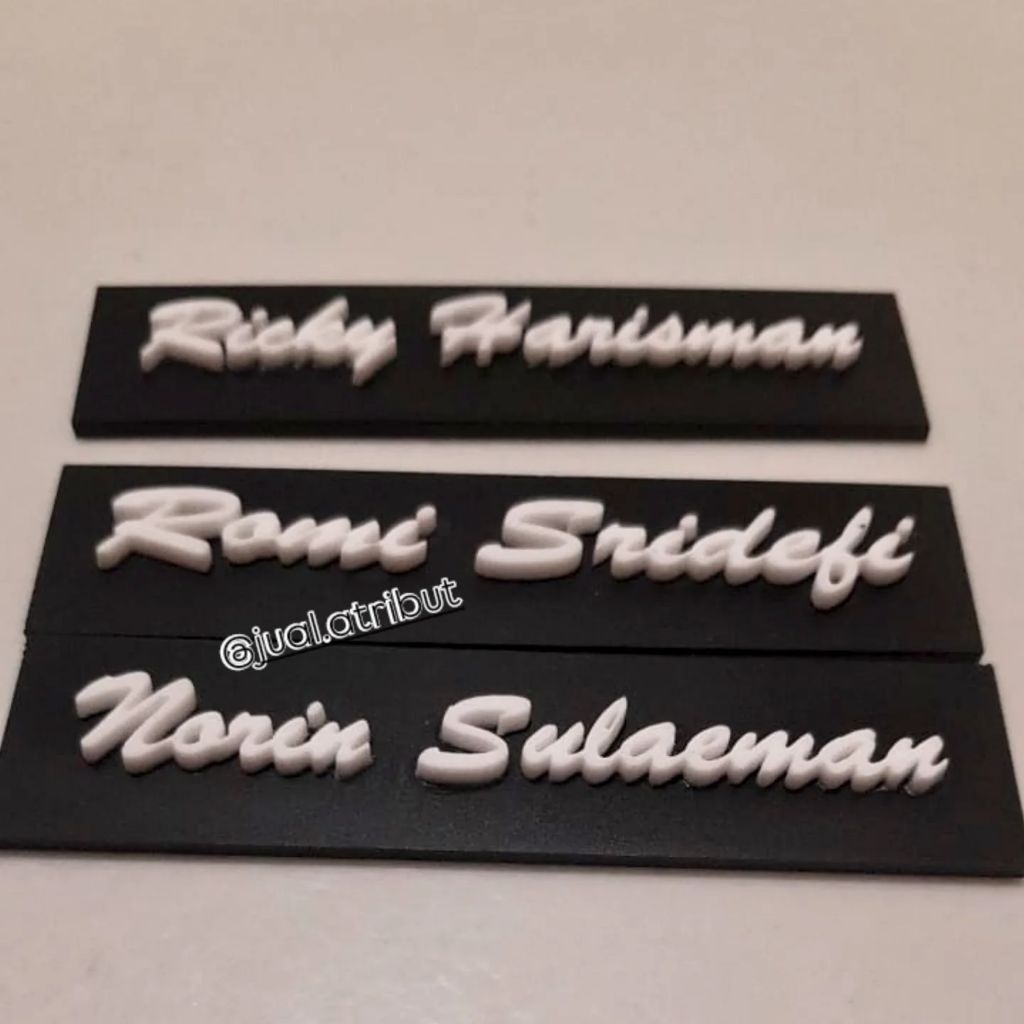 Ricky Harisman
Romi Sridefi
@jual.atribut
Norin Sulaeman